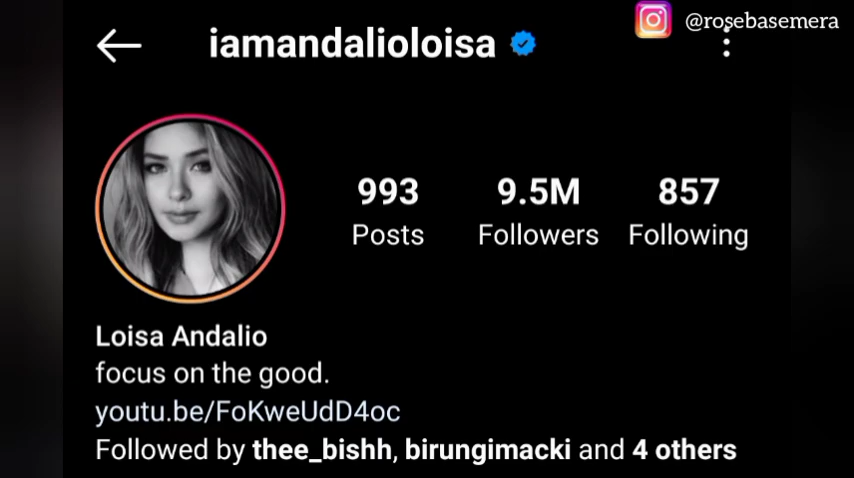 @rosebasemera
iamandalioloisa
993 9.5M 857
Posts Followers Following
Loisa Andalio
focus on the good.
youtu.be/FoKweUdD4oc
Followed by thee_bishh, birungimacki and 4 others